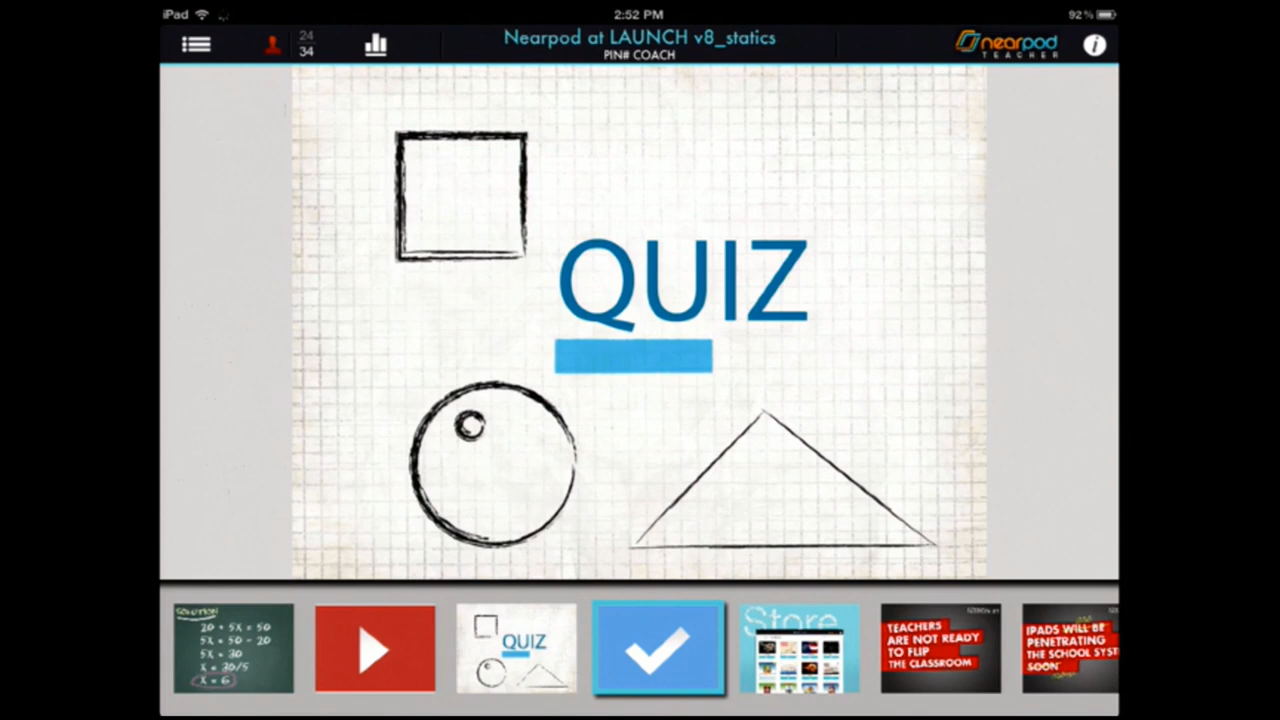 iPad
2:52 PM
92 %
24
34
Nearpod at LAUNCH v8_statics
PIN# COACH
nearpod
TEACHER
i
QUIZ
SOLUTION
20 + 5X = 50
5X = 50 - 20
5X = 30
X = 30/5
X = 6
QUIZ
Store
TEACHERS
ARE NOT READY
TO FLIP
THE CLASSROOM
IPADS WILL BE
PENETRATING
THE SCHOOL SYST
SOON